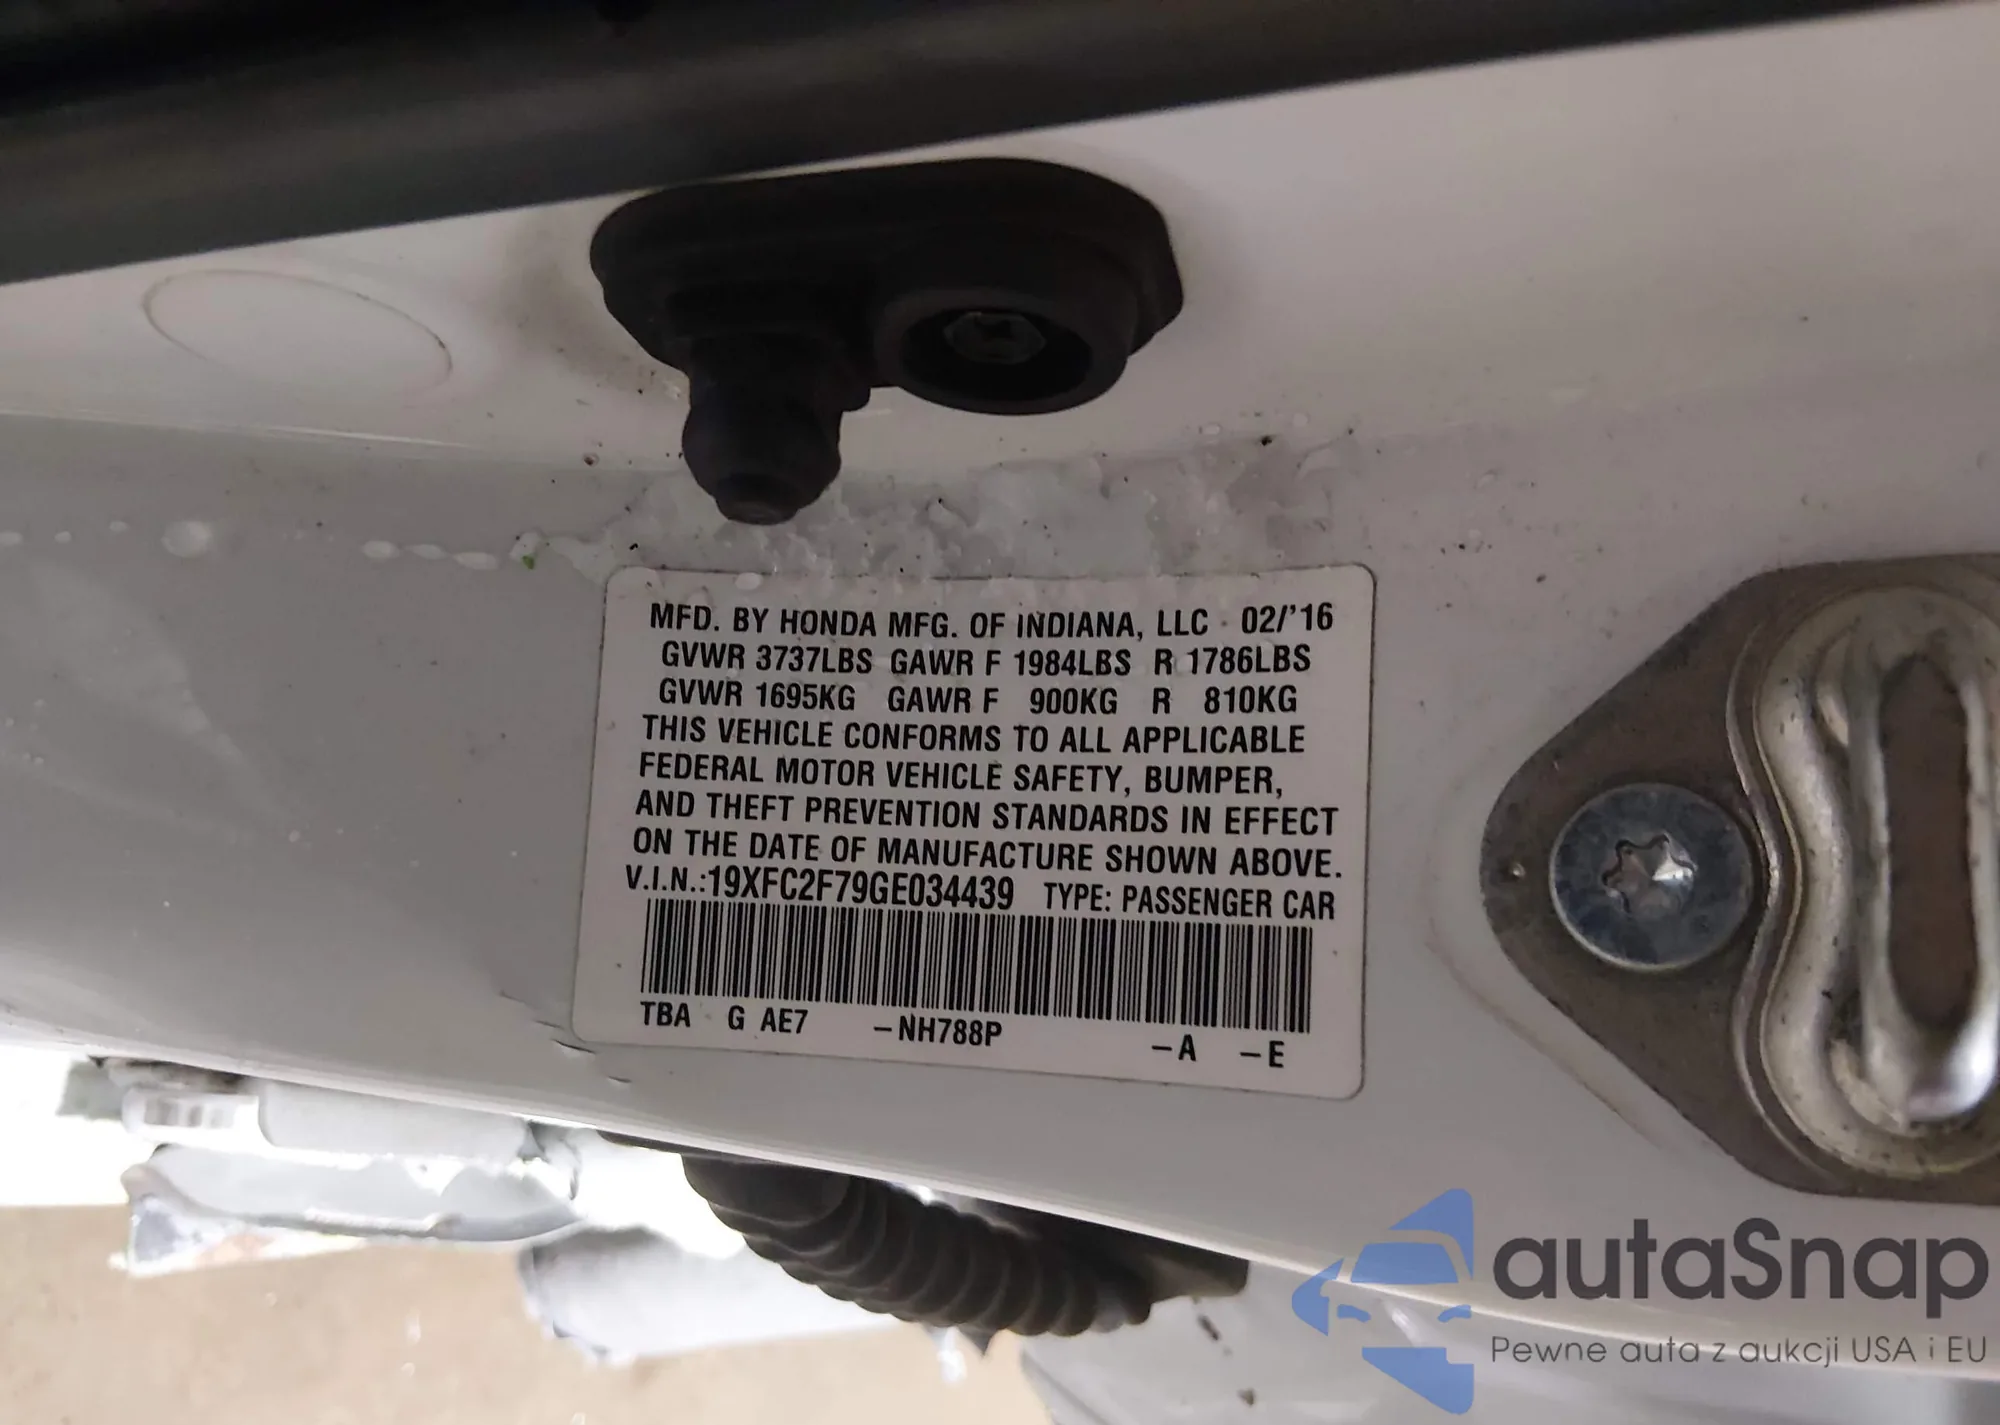 MFD. BY HONDA MFG. OF INDIANA, LLC 02/'16
GVWR 3737LBS GAWR F 1984LBS R 1786LBS
GVWR 1695KG GAWR F 900KG R 810KG
THIS VEHICLE CONFORMS TO ALL APPLICABLE
FEDERAL MOTOR VEHICLE SAFETY, BUMPER,
AND THEFT PREVENTION STANDARDS IN EFFECT
ON THE DATE OF MANUFACTURE SHOWN ABOVE.
V.I.N.:19XFC2F79GE034439 TYPE: PASSENGER CAR
TBA G AE7 –NH788P –A –E
autaSnap
Pewne auta z aukcji USA i EU